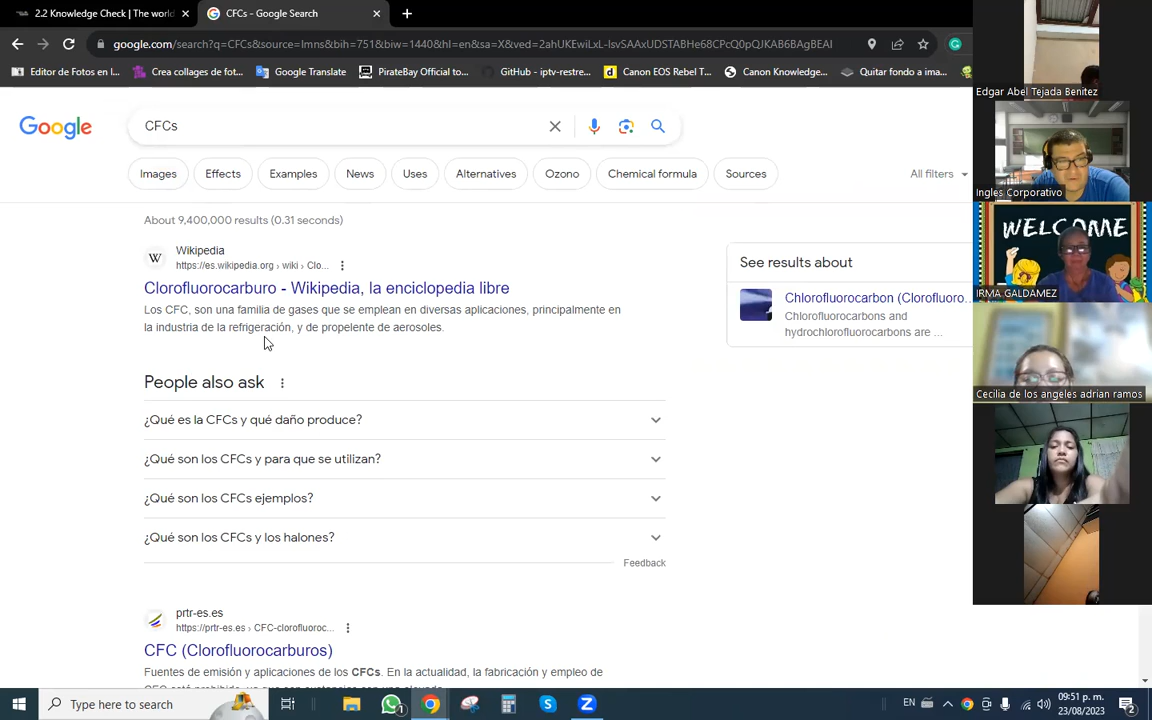 2.2 Knowledge Check | The world
CFCs - Google Search
google.com/search?q=CFCs&source=lmns&bih=751&biw=1440&hl=en&sa=X&ved=2ahUKEwiLxL-lsvSAAxUDSTABHe68CPcQ0pQJKAB6BAgBEAI
Editor de Fotos en l...
Crea collages de fot...
Google Translate
PirateBay Official to...
GitHub - iptv-restre...
Canon EOS Rebel T...
Canon Knowledge...
Quitar fondo a ima...
Google
CFCs
Images
Effects
Examples
News
Uses
Alternatives
Ozono
Chemical formula
Sources
All filters
About 9,400,000 results (0.31 seconds)
Wikipedia
https://es.wikipedia.org › wiki › Clo...
Clorofluorocarburo - Wikipedia, la enciclopedia libre
Los CFC, son una familia de gases que se emplean en diversas aplicaciones, principalmente en
la industria de la refrigeración, y de propelente de aerosoles.
People also ask
¿Qué es la CFCs y qué daño produce?
¿Qué son los CFCs y para que se utilizan?
¿Qué son los CFCs ejemplos?
¿Qué son los CFCs y los halones?
Feedback
prtr-es.es
https://prtr-es.es › CFC-clorofluoroc...
CFC (Clorofluorocarburos)
Fuentes de emisión y aplicaciones de los CFCs. En la actualidad, la fabricación y empleo de
See results about
Chlorofluorocarbon (Clorofluoro...
Chlorofluorocarbons and
hydrochlorofluorocarbons are ...
Edgar Abel Tejada Benitez
Ingles Corporativo
WELCOME
IRMA GALDAMEZ
Cecilia de los angeles adrian ramos
Type here to search
EN
09:51 p. m.
23/08/2023